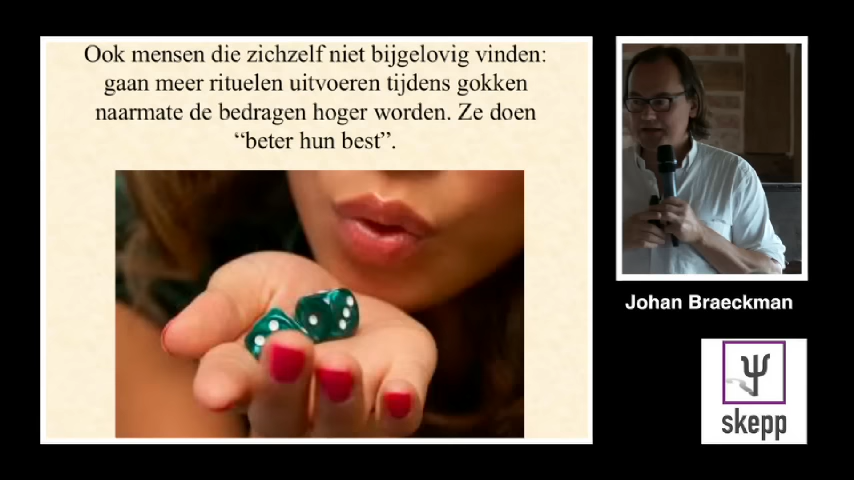 Ook mensen die zichzelf niet bijgelovig vinden:
gaan meer rituelen uitvoeren tijdens gokken
naarmate de bedragen hoger worden. Ze doen
“beter hun best”.
Johan Braeckman
skepp